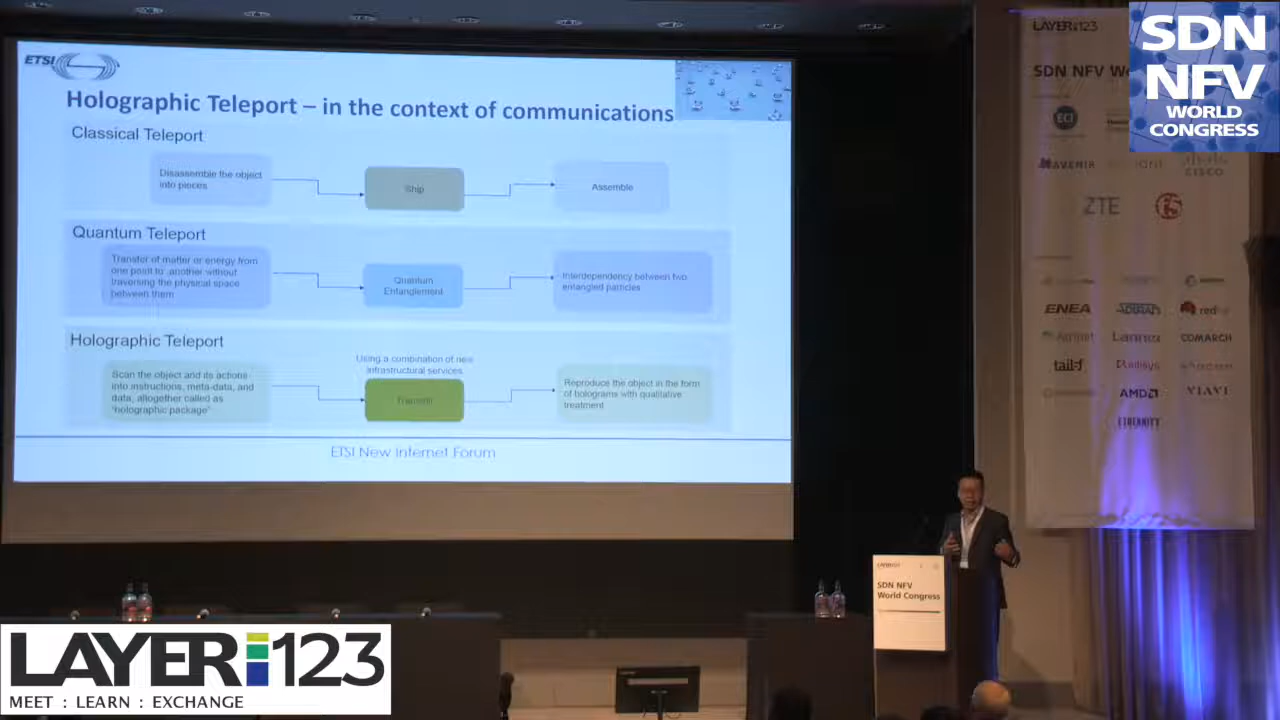 ETSI
Holographic Teleport – in the context of communications
Classical Teleport
Disassemble the object
into pieces
Ship
Assemble
Quantum Teleport
Transfer of matter or energy from
one point to another without
traversing the physical space
between them
Quantum
Entanglement
Interdependency between two
entangled particles
Holographic Teleport
Scan the object and its actions
into instructions, meta-data, and
data, altogether called as
"holographic package"
Using a combination of new
infrastructural services
Transmit
Reproduce the object in the form
of holograms with qualitative
treatment
ETSI New Internet Forum
LAYER123
SDN NFV
ECI
CISCO
ZTE
f5
ENEA
COMARCH
AMD
VIAVI
SDN
NFV
WORLD
CONGRESS
SDN NFV
World Congress
LAYER123
MEET : LEARN : EXCHANGE